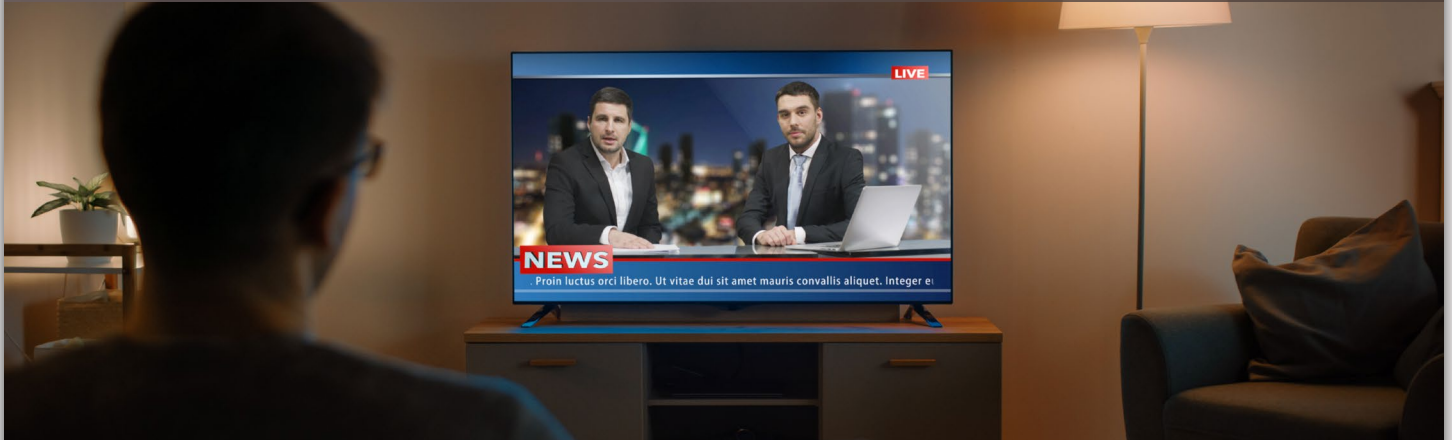 LIVE
NEWS
. Proin luctus orci libero. Ut vitae dui sit amet mauris convallis aliquet. Integer